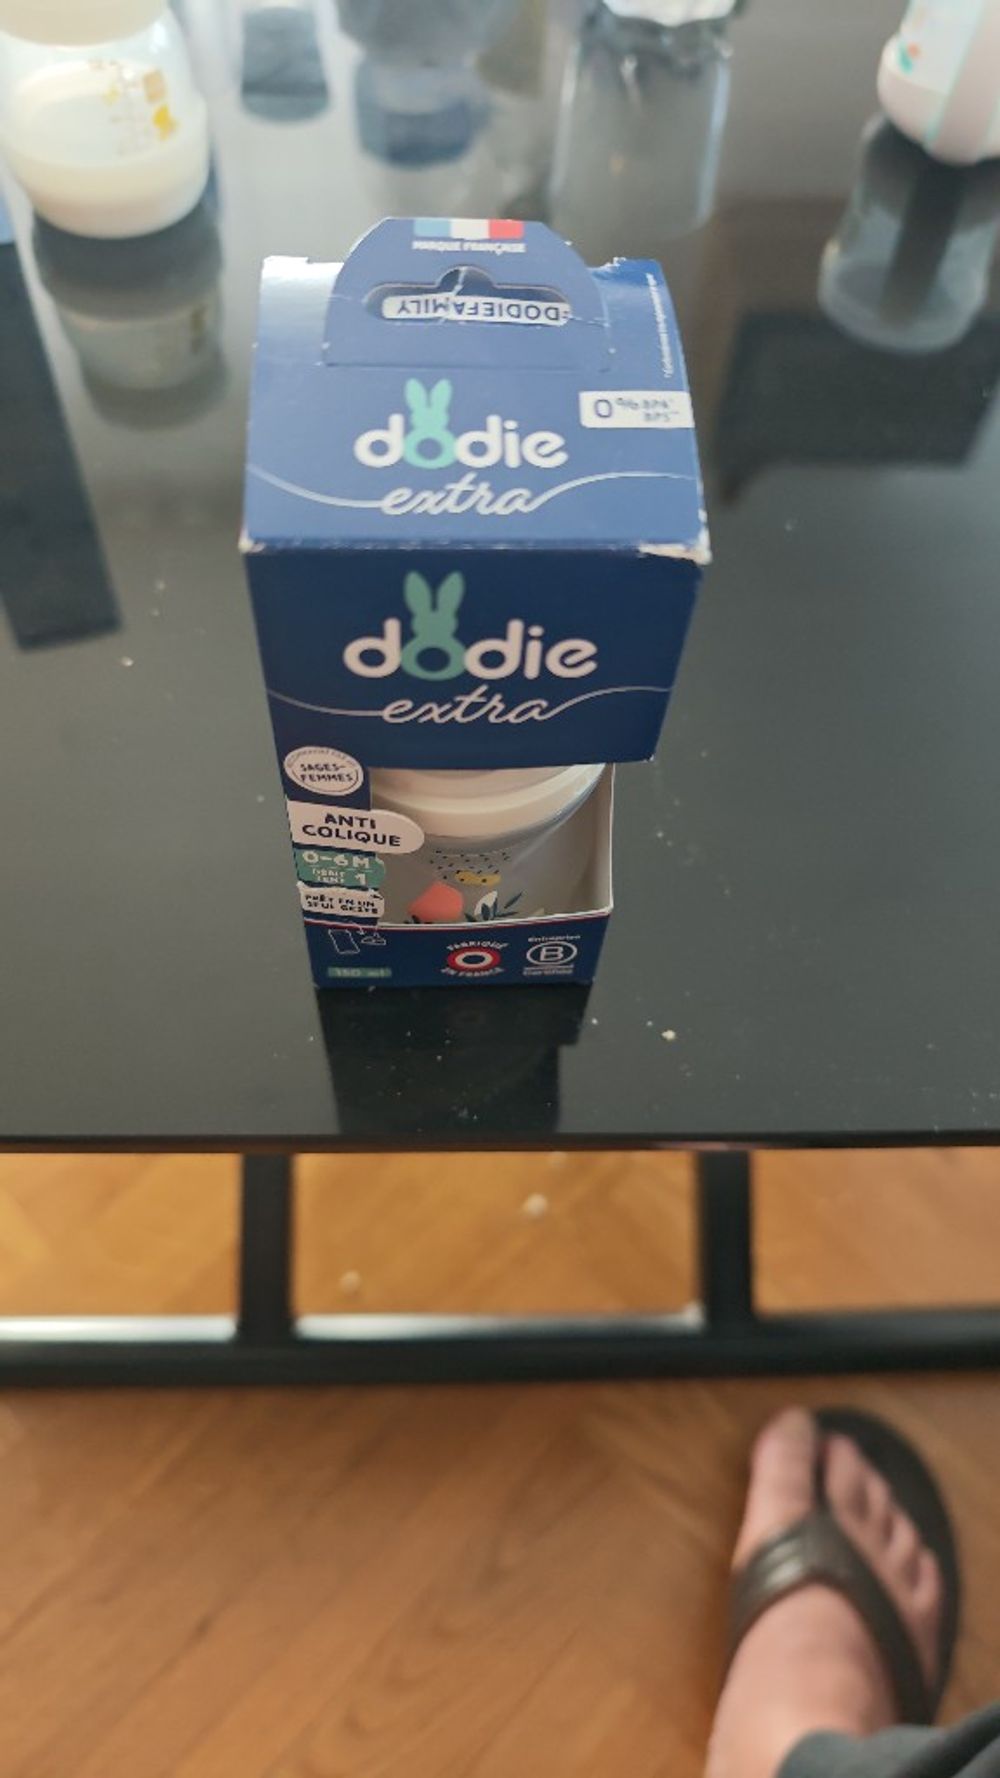 MARQUE FRANÇAISE
#DODIEFAMILY
0% BPA*
BPS**
dodie
extra
dodie
extra
SAGES-
FEMMES
ANTI
COLIQUE
0-6M
DÉBIT
LENT 1
PRÊT EN UN
SEUL GESTE
150 ml
FABRIQUÉ
EN FRANCE
Entreprise
B
Certifiée